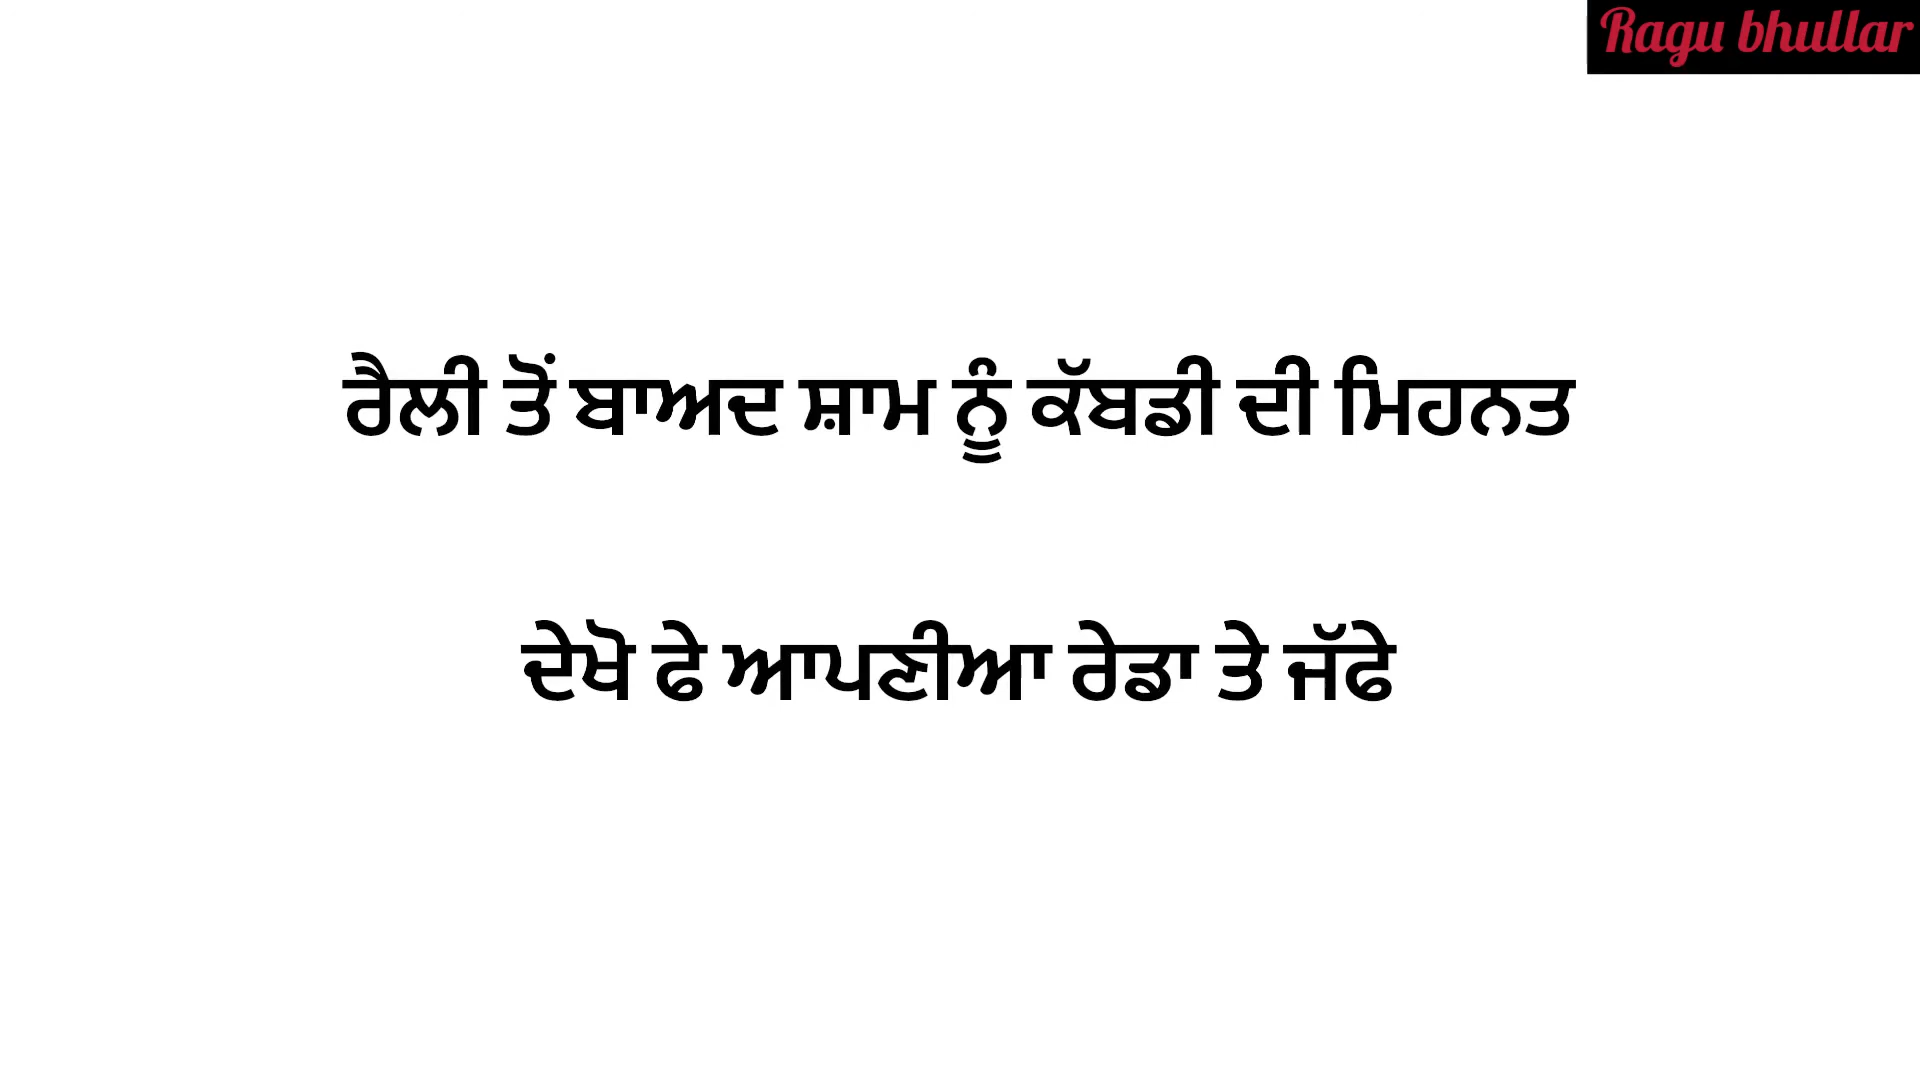 Ragu bhullar
ਰੈਲੀ ਤੋਂ ਬਾਅਦ ਸ਼ਾਮ ਨੂੰ ਕੱਬਡੀ ਦੀ ਮਿਹਨਤ
ਦੇਖੋ ਫੇ ਆਪਣੀਆ ਰੇਡਾ ਤੇ ਜੱਫੇ